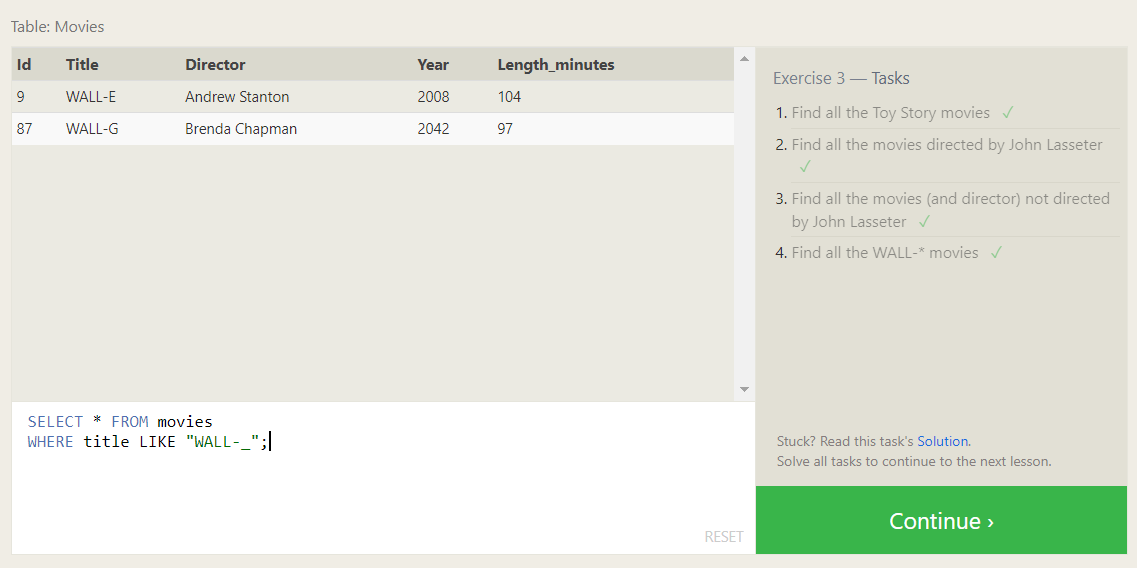 Table: Movies
Id Title Director Year Length_minutes
9 WALL-E Andrew Stanton 2008 104
87 WALL-G Brenda Chapman 2042 97
SELECT * FROM movies
WHERE title LIKE "WALL-_";
RESET
Exercise 3 — Tasks
1. Find all the Toy Story movies ✓
2. Find all the movies directed by John Lasseter
✓
3. Find all the movies (and director) not directed
by John Lasseter ✓
4. Find all the WALL-* movies ✓
Stuck? Read this task's Solution.
Solve all tasks to continue to the next lesson.
Continue ›